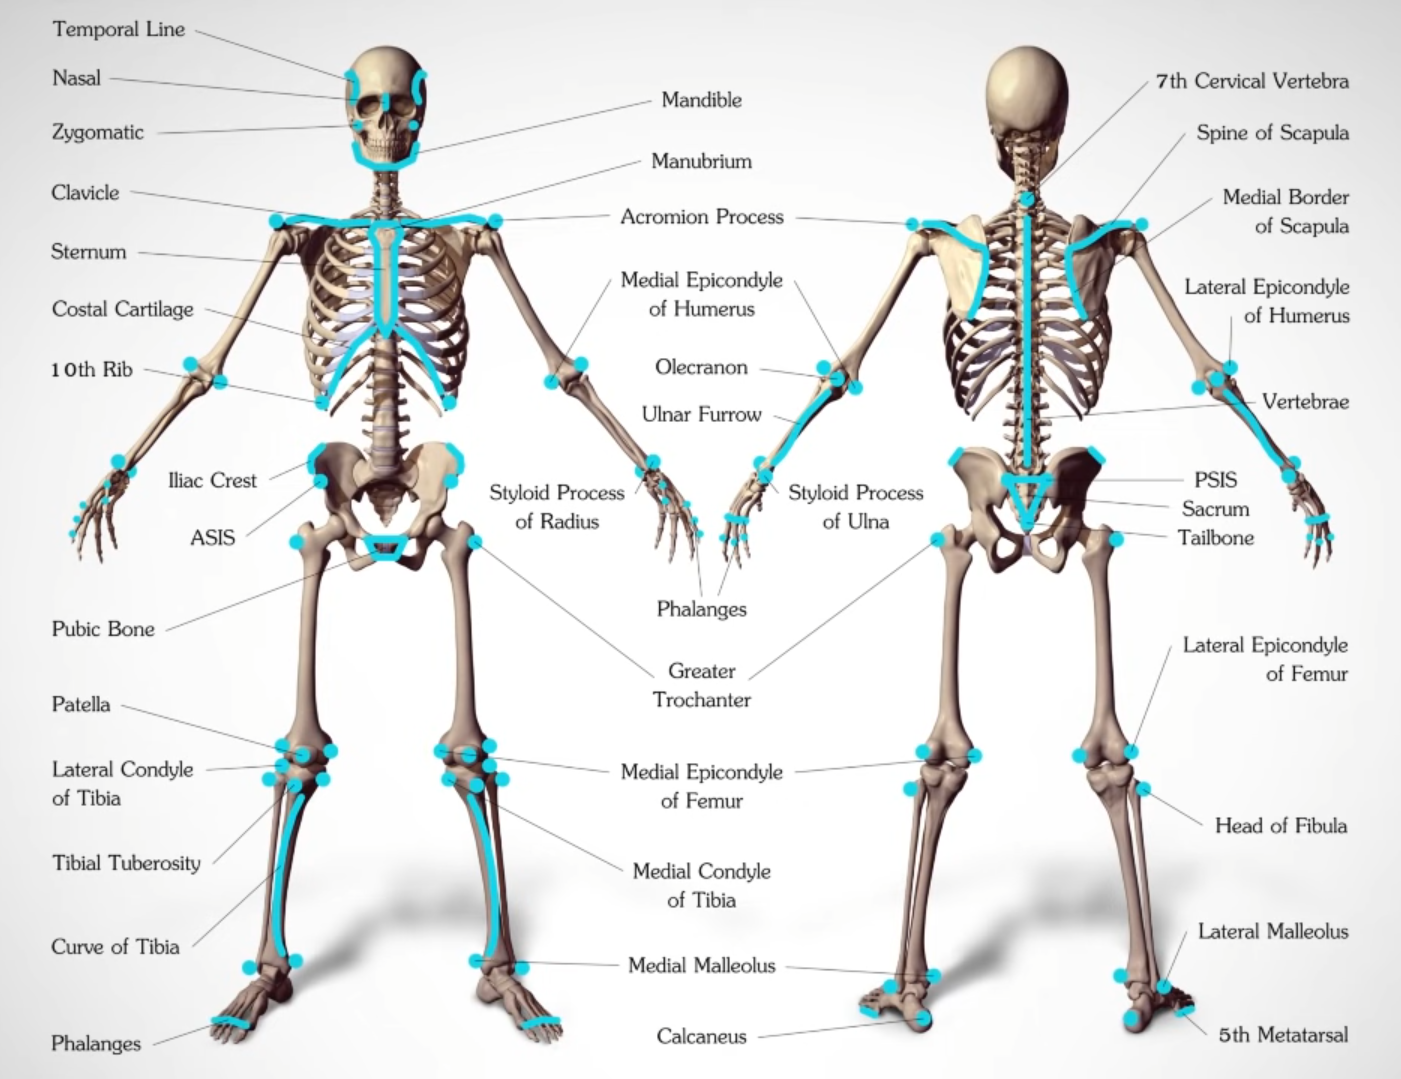 Temporal Line
Nasal
Zygomatic
Clavicle
Sternum
Costal Cartilage
10th Rib
Iliac Crest
ASIS
Pubic Bone
Patella
Lateral Condyle
of Tibia
Tibial Tuberosity
Curve of Tibia
Phalanges
Mandible
Manubrium
Acromion Process
Medial Epicondyle
of Humerus
Olecranon
Ulnar Furrow
Styloid Process
of Radius
Styloid Process
of Ulna
Phalanges
Greater
Trochanter
Medial Epicondyle
of Femur
Medial Condyle
of Tibia
Medial Malleolus
Calcaneus
7th Cervical Vertebra
Spine of Scapula
Medial Border
of Scapula
Lateral Epicondyle
of Humerus
Vertebrae
PSIS
Sacrum
Tailbone
Lateral Epicondyle
of Femur
Head of Fibula
Lateral Malleolus
5th Metatarsal